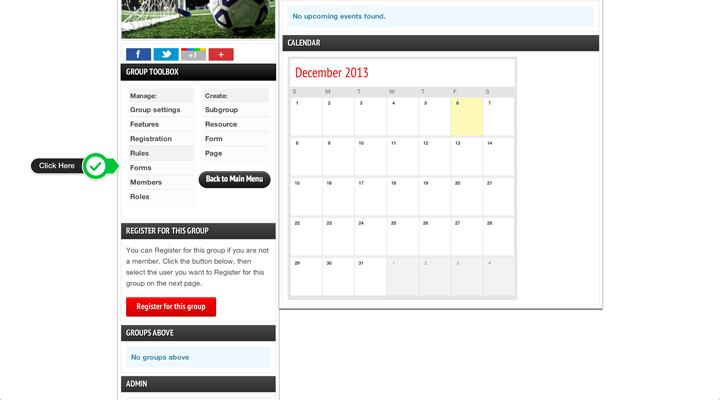 No upcoming events found.
CALENDAR
December 2013
S M T W T F S
1 2 3 4 5 6 7
8 9 10 11 12 13 14
15 16 17 18 19 20 21
22 23 24 25 26 27 28
29 30 31 1 2 3 4
f +1 +
GROUP TOOLBOX
Manage:
Group settings
Features
Registration
Rules
Forms
Members
Roles
Create:
Subgroup
Resource
Form
Page
Back to Main Menu
Click Here
REGISTER FOR THIS GROUP
You can Register for this group if you are not
a member. Click the button below, then
select the user you want to Register for this
group on the next page.
Register for this group
GROUPS ABOVE
No groups above
ADMIN